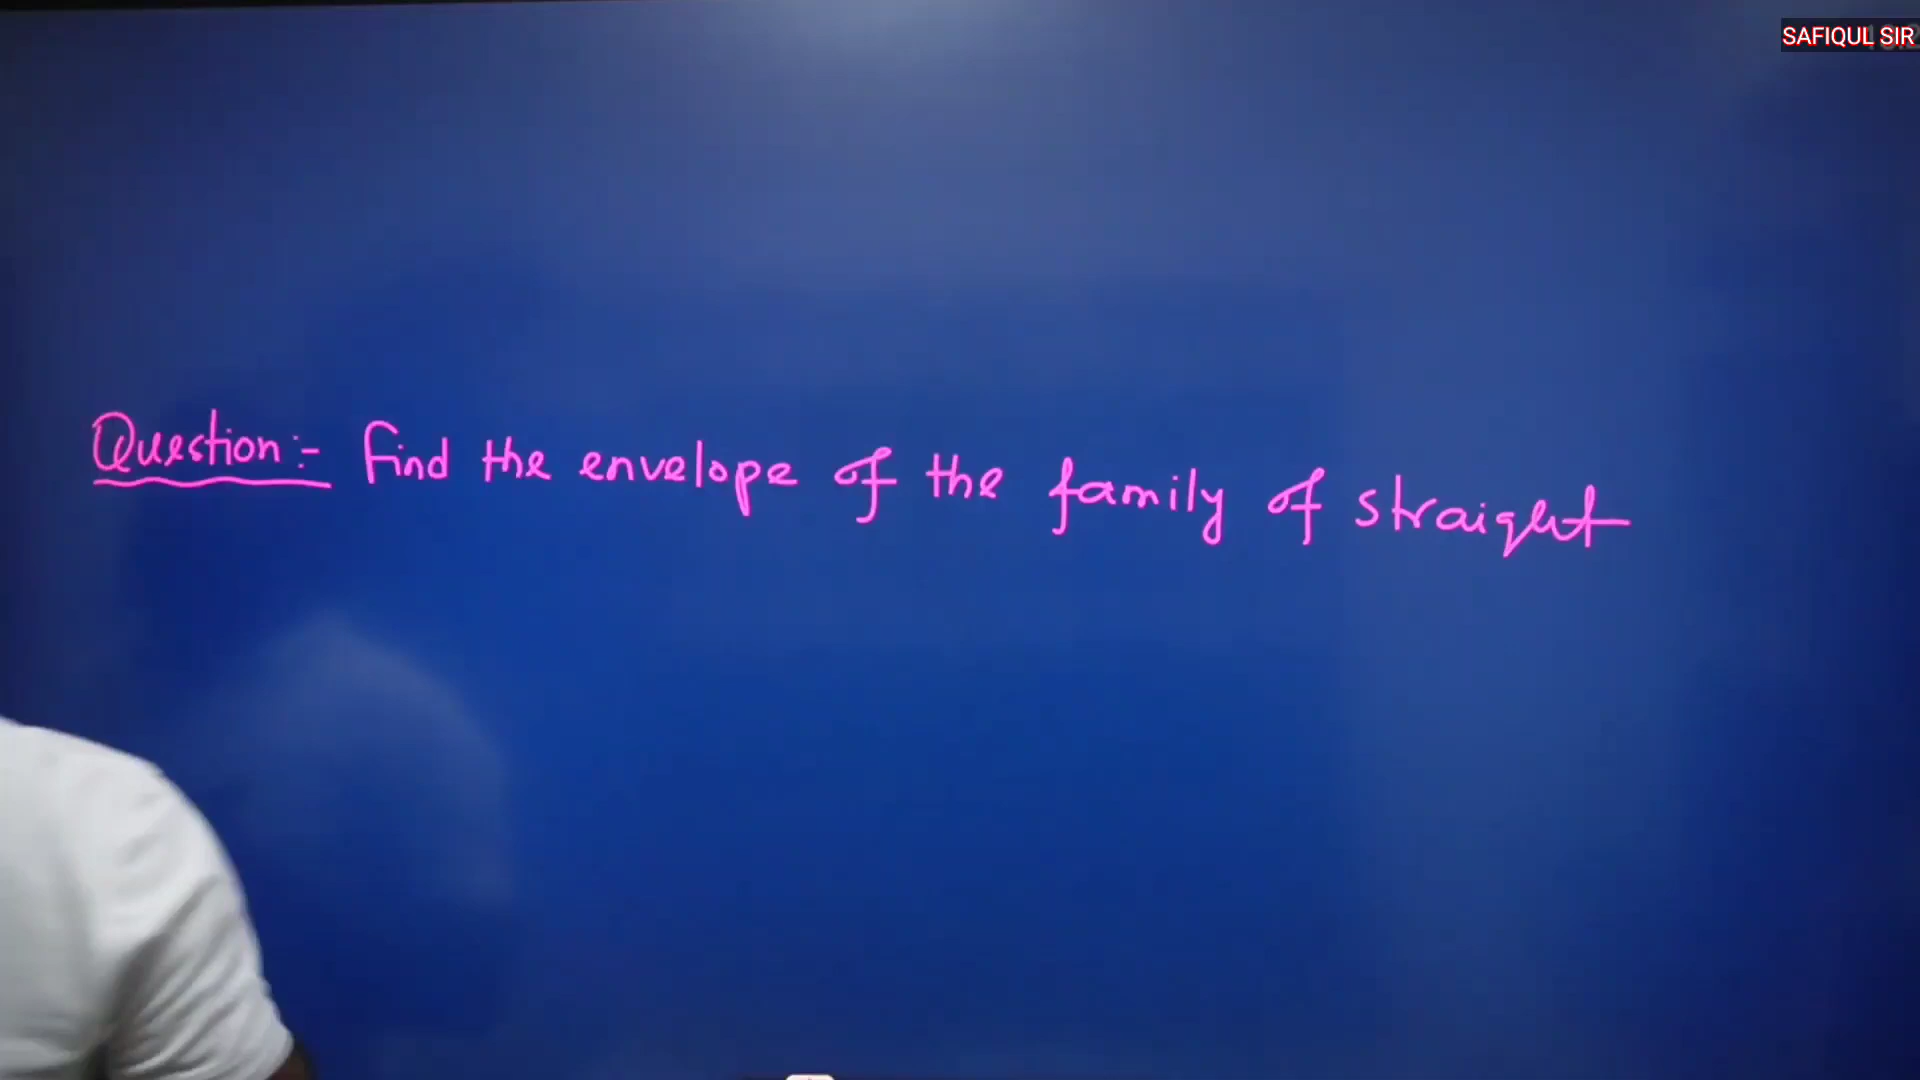 SAFIQUL SIR
Question:- Find the envelope of the family of straight